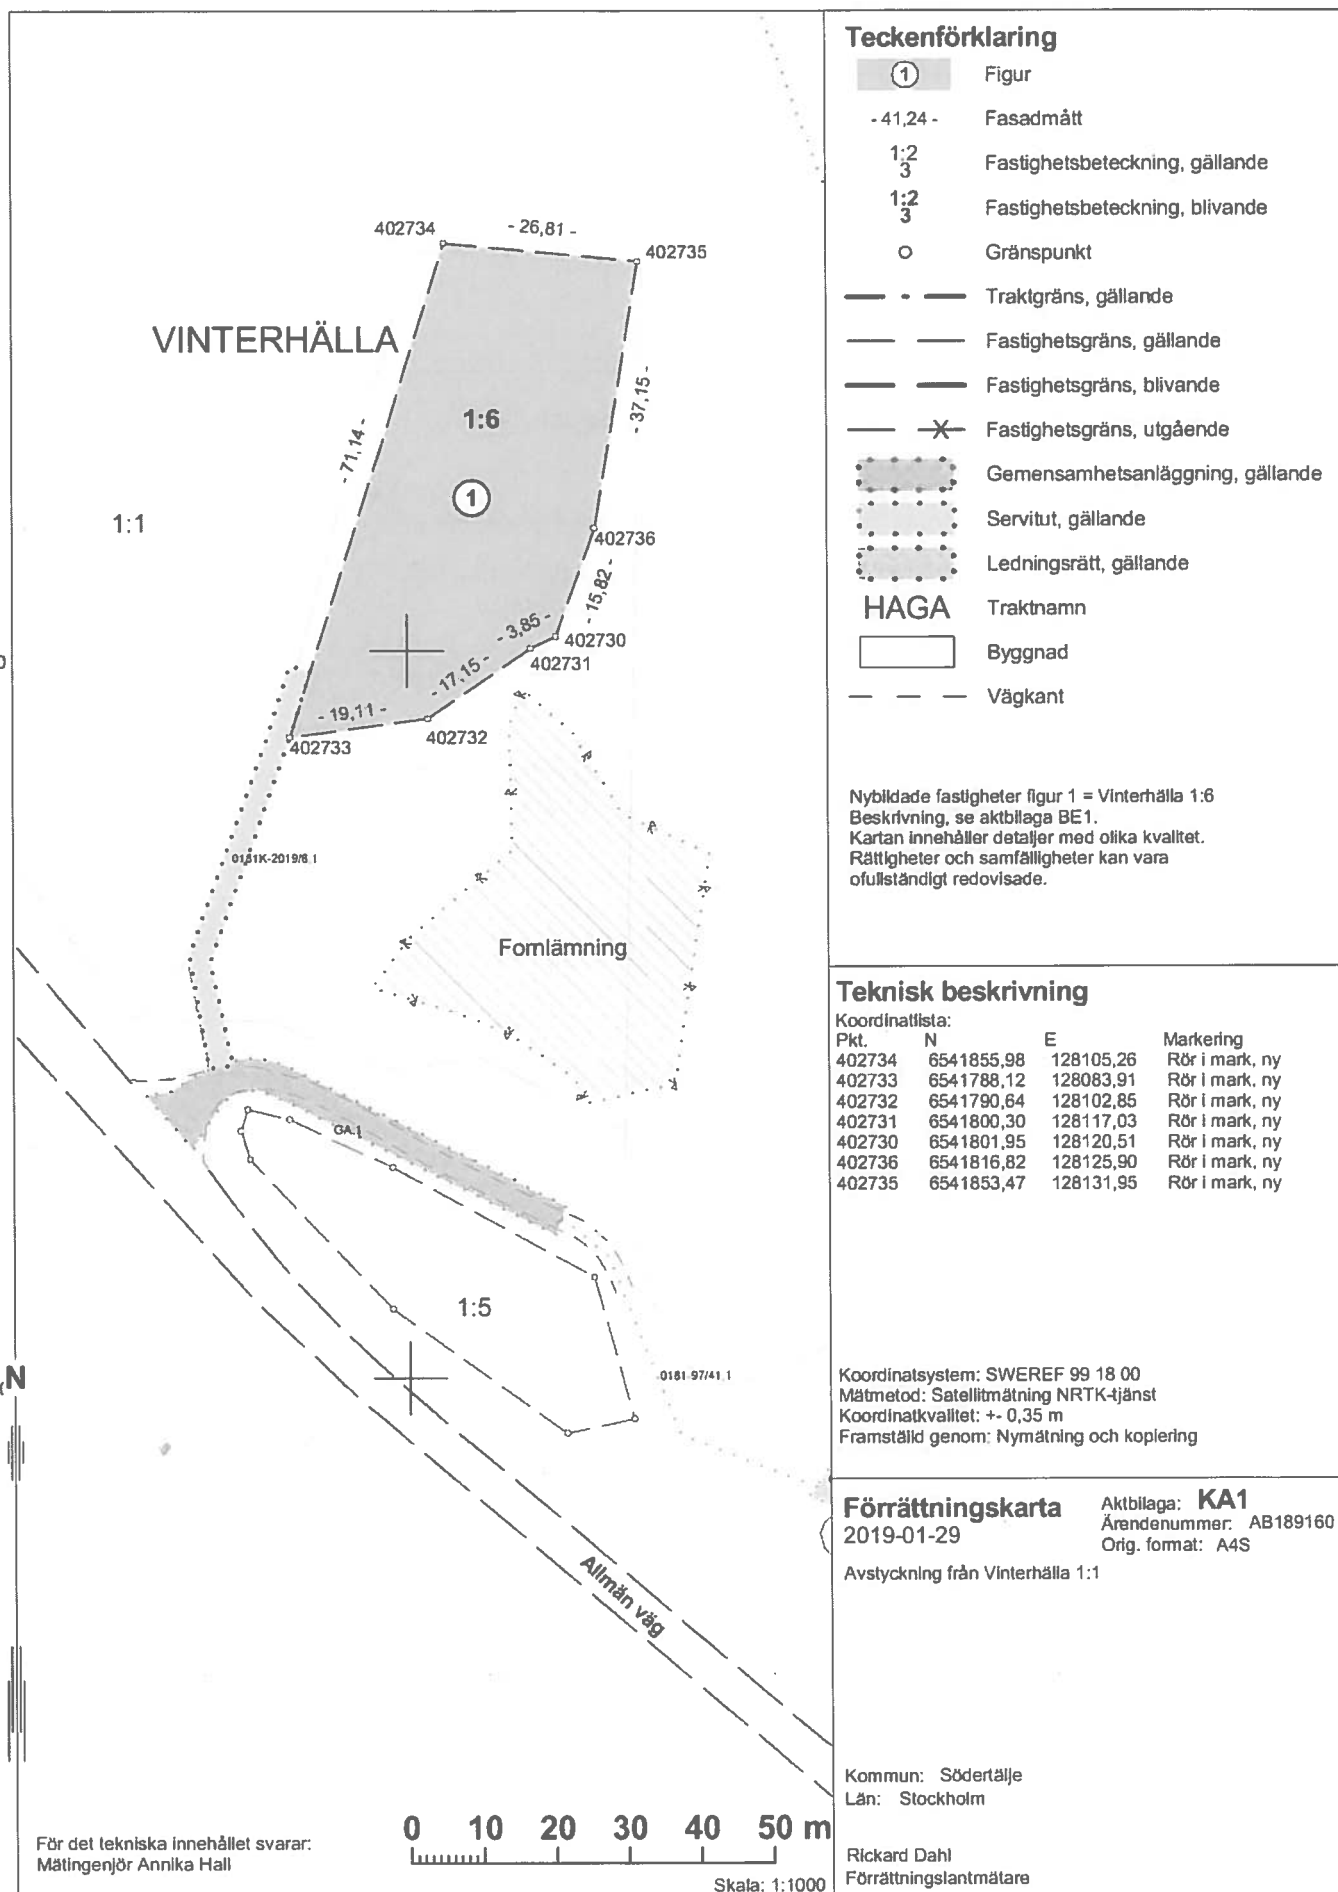 402734
- 26,81 -
402735
VINTERHÄLLA
- 71,14 -
1:6
- 37,15 -
1
1:1
402736
- 15,82 -
- 3,85 -
402730
402731
- 17,15 -
- 19,11 -
402732
402733
0181K-2019/6.1
Fornlämning
GA:1
1:5
0181-97/41.1
N
Allmän väg
För det tekniska innehållet svarar:
Mätingenjör Annika Hall
0 10 20 30 40 50 m
Skala: 1:1000
Teckenförklaring
1 Figur
- 41,24 - Fasadmått
1:2
3 Fastighetsbeteckning, gällande
1:2
3 Fastighetsbeteckning, blivande
Gränspunkt
Traktgräns, gällande
Fastighetsgräns, gällande
Fastighetsgräns, blivande
Fastighetsgräns, utgående
Gemensamhetsanläggning, gällande
Servitut, gällande
Ledningsrätt, gällande
HAGA Traktnamn
Byggnad
Vägkant
Nybildade fastigheter figur 1 = Vinterhälla 1:6
Beskrivning, se aktbilaga BE1.
Kartan innehåller detaljer med olika kvalitet.
Rättigheter och samfälligheter kan vara
ofullständigt redovisade.
Teknisk beskrivning
Koordinatlista:
Pkt. N E Markering
402734 6541855,98 128105,26 Rör i mark, ny
402733 6541788,12 128083,91 Rör i mark, ny
402732 6541790,64 128102,85 Rör i mark, ny
402731 6541800,30 128117,03 Rör i mark, ny
402730 6541801,95 128120,51 Rör i mark, ny
402736 6541816,82 128125,90 Rör i mark, ny
402735 6541853,47 128131,95 Rör i mark, ny
Koordinatsystem: SWEREF 99 18 00
Mätmetod: Satellitmätning NRTK-tjänst
Koordinatkvalitet: +- 0,35 m
Framställd genom: Nymätning och kopiering
Förrättningskarta
2019-01-29
Aktbilaga: KA1
Ärendenummer: AB189160
Orig. format: A4S
Avstyckning från Vinterhälla 1:1
Kommun: Södertälje
Län: Stockholm
Rickard Dahl
Förrättningslantmätare